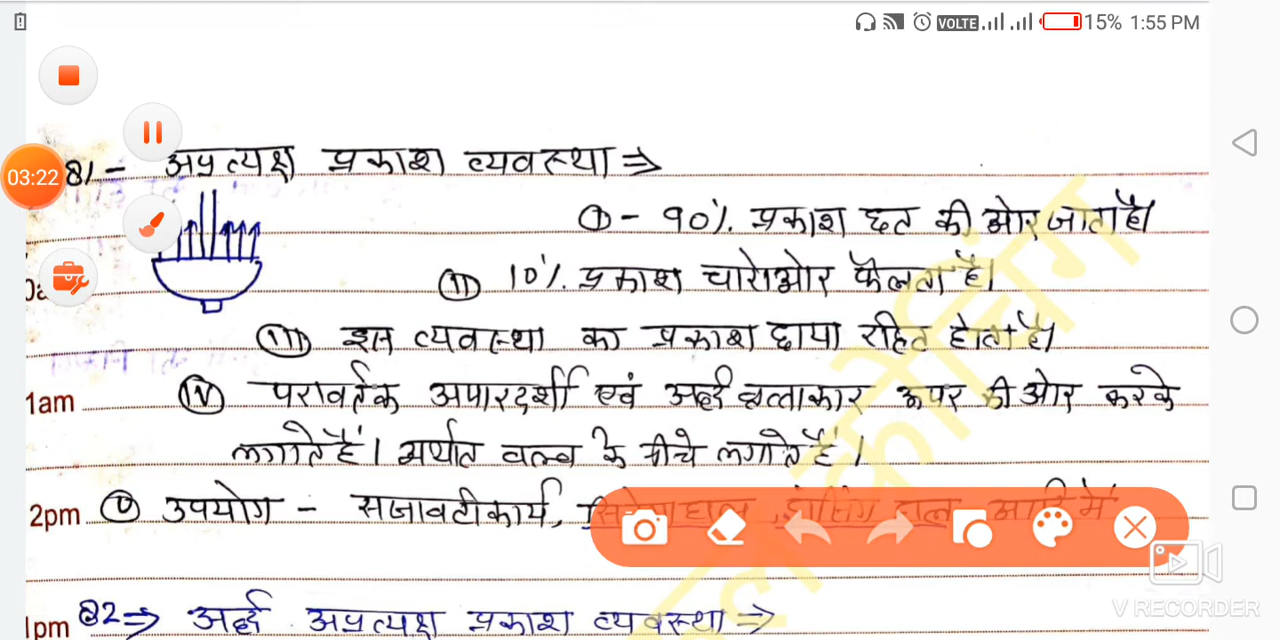 VOLTE 15% 1:55 PM
03:22
81 - अप्रत्यक्ष प्रकाश व्यवस्था ⇒
(I) - 90% प्रकाश छत की ओर जाता है।
(II) 10% प्रकाश चारोओर फैलता है।
(III) इस व्यवस्था का प्रकाश छाया रहित होता है।
1am (IV) परावर्तक अपारदर्शी एवं अर्द्ध वृत्ताकार ऊपर की ओर करके
लगाते हैं। अर्थात वल्व के नीचे लगाते हैं।
2pm (V) उपयोग - सजावटी कार्य, सिनेमा हाल, हाल आदि में
82 ⇒ अर्द्ध अप्रत्यक्ष प्रकाश व्यवस्था ⇒
V RECORDER